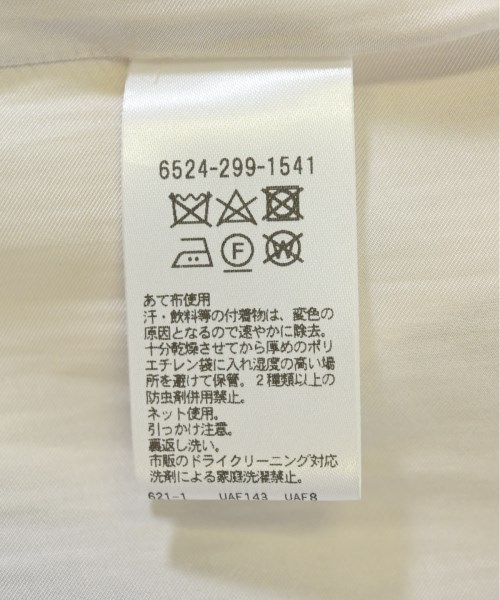 6524-299-1541
F
W
あて布使用
汗・飲料等の付着物は、変色の
原因となるので速やかに除去。
十分乾燥させてから厚めのポリ
エチレン袋に入れ湿度の高い場
所を避けて保管。２種類以上の
防虫剤併用禁止。
ネット使用。
引っかけ注意。
裏返し洗い。
市販のドライクリーニング対応
洗剤による家庭洗濯禁止。
621-1 UAF143 UAF8